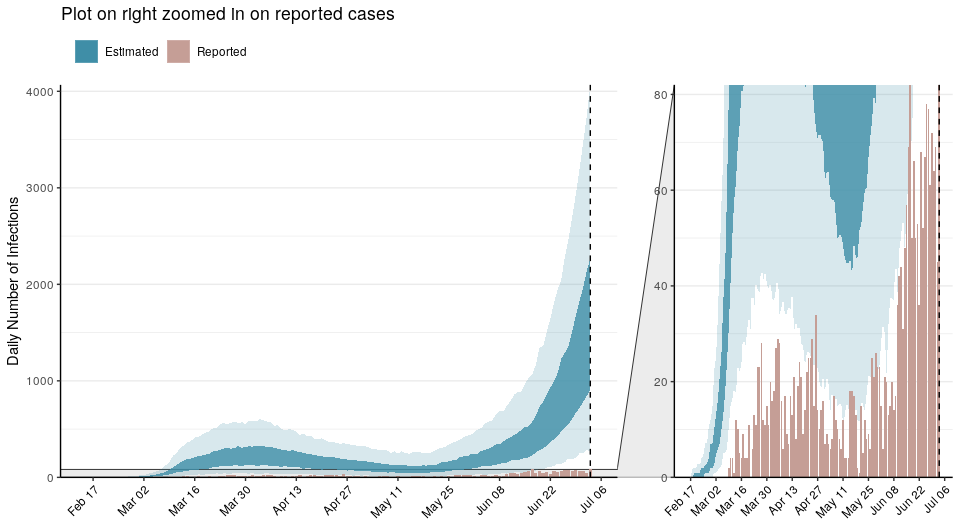 Plot on right zoomed in on reported cases
Estimated Reported
Daily Number of Infections
4000
3000
2000
1000
0
Feb 17 Mar 02 Mar 16 Mar 30 Apr 13 Apr 27 May 11 May 25 Jun 08 Jun 22 Jul 06
80
60
40
20
0
Feb 17 Mar 02 Mar 16 Mar 30 Apr 13 Apr 27 May 11 May 25 Jun 08 Jun 22 Jul 06